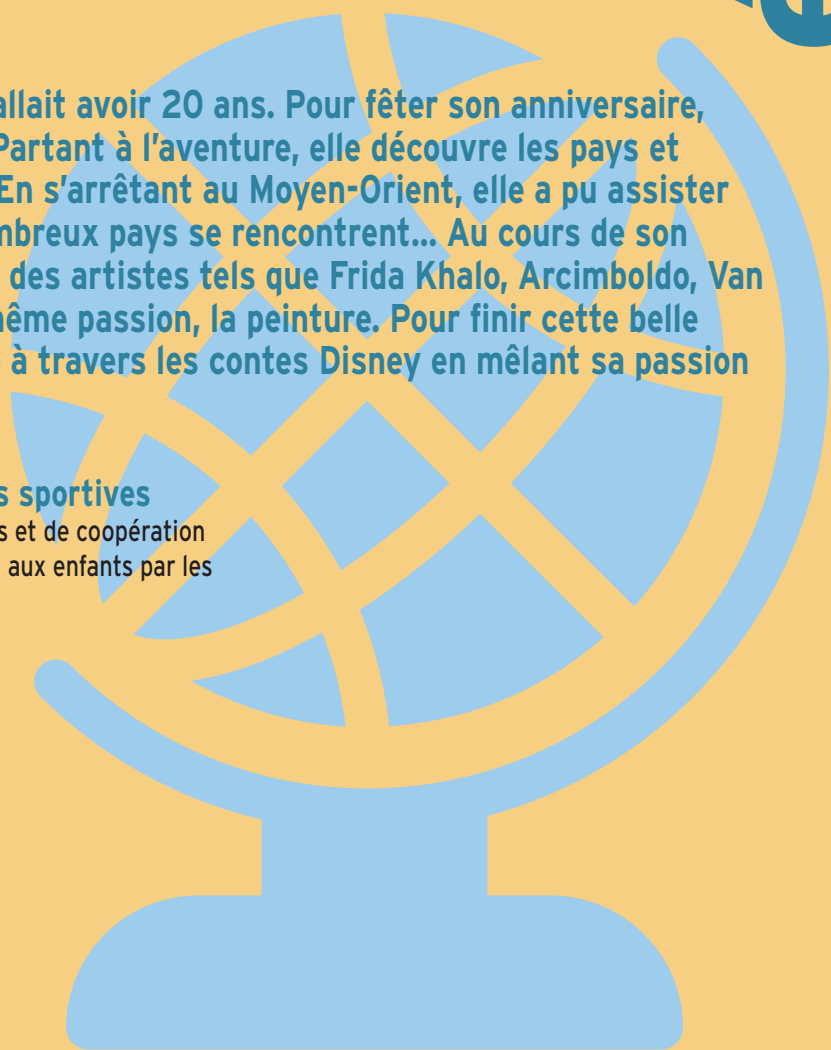 allait avoir 20 ans. Pour fêter son anniversaire,
Partant à l’aventure, elle découvre les pays et
En s’arrêtant au Moyen-Orient, elle a pu assister
mbreux pays se rencontrent... Au cours de son
des artistes tels que Frida Khalo, Arcimboldo, Van
même passion, la peinture. Pour finir cette belle
à travers les contes Disney en mêlant sa passion
s sportives
s et de coopération
aux enfants par les